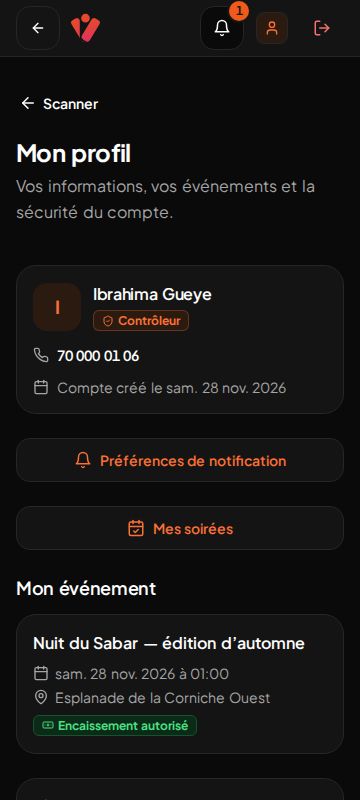 1
Scanner
Mon profil
Vos informations, vos événements et la
sécurité du compte.
I
Ibrahima Gueye
Contrôleur
70 000 01 06
Compte créé le sam. 28 nov. 2026
Préférences de notification
Mes soirées
Mon événement
Nuit du Sabar — édition d’automne
sam. 28 nov. 2026 à 01:00
Esplanade de la Corniche Ouest
Encaissement autorisé